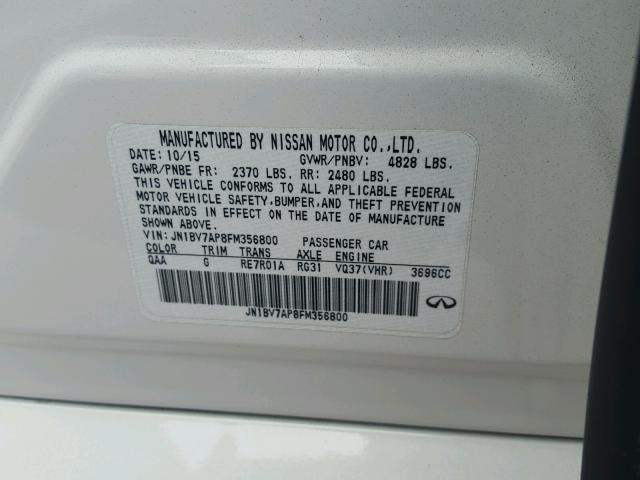 MANUFACTURED BY NISSAN MOTOR CO.,LTD.
DATE: 10/15 GVWR/PNBV: 4828 LBS.
GAWR/PNBE FR: 2370 LBS. RR: 2480 LBS.
THIS VEHICLE CONFORMS TO ALL APPLICABLE FEDERAL
MOTOR VEHICLE SAFETY,BUMPER,AND THEFT PREVENTION
STANDARDS IN EFFECT ON THE DATE OF MANUFACTURE
SHOWN ABOVE.
VIN: JN1BV7AP8FM356800 PASSENGER CAR
COLOR TRIM TRANS AXLE ENGINE
QAA G RE7R01A RG31 VQ37(VHR) 3696CC
JN1BV7AP8FM356800